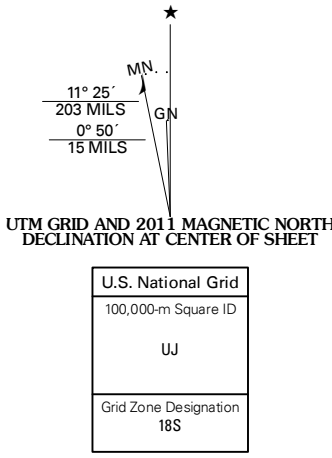 ★
MN
11° 25´
203 MILS
GN
0° 50´
15 MILS
UTM GRID AND 2011 MAGNETIC NORTH
DECLINATION AT CENTER OF SHEET
U.S. National Grid
100,000-m Square ID
UJ
Grid Zone Designation
18S